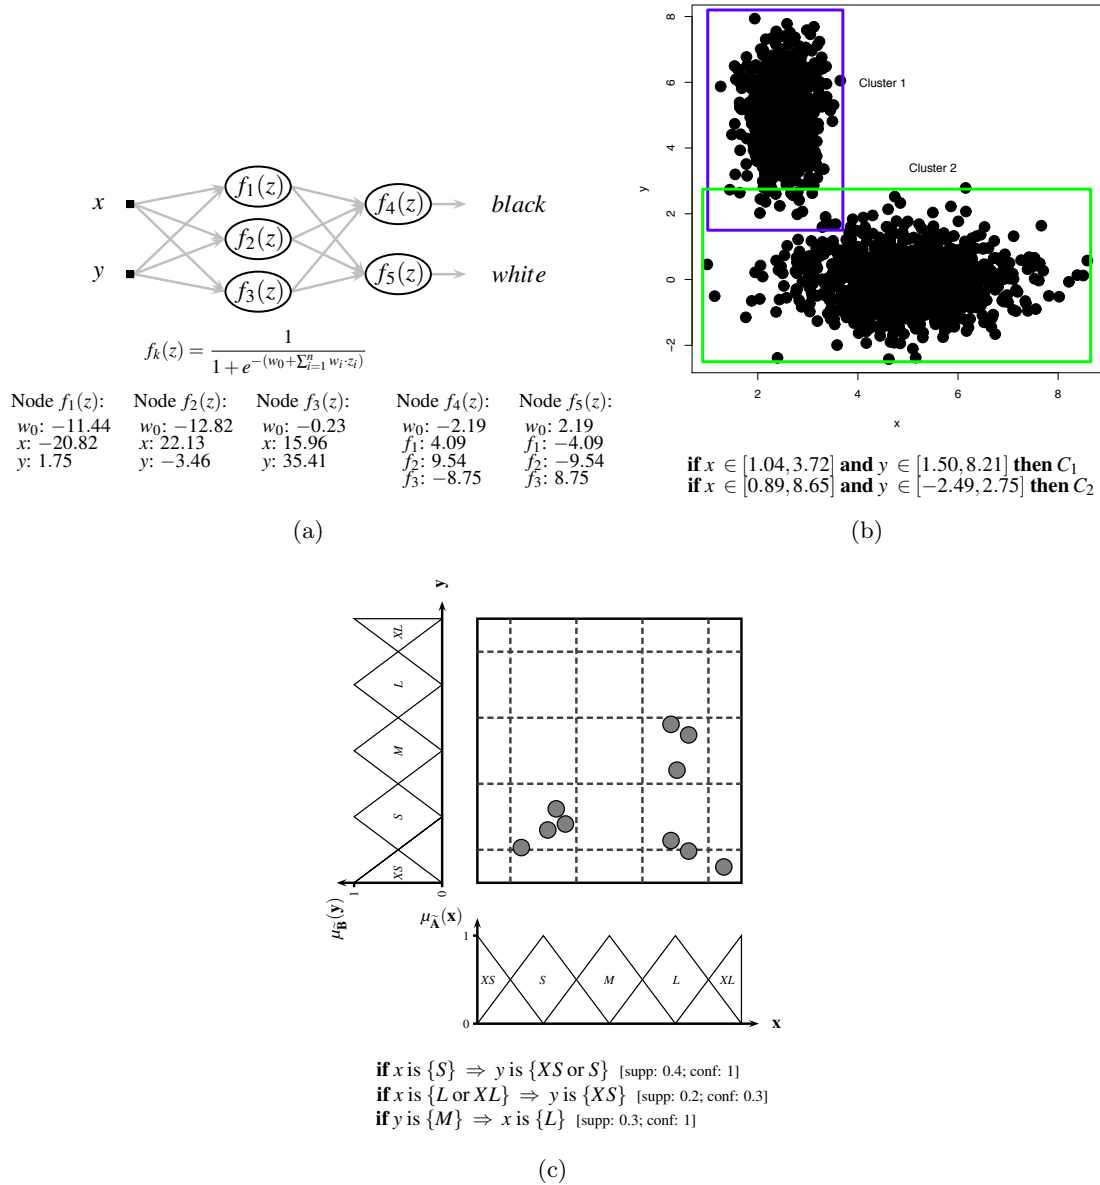 x
y
f₁(z)
f₂(z)
f₃(z)
f₄(z)
f₅(z)
black
white
fₖ(z) = 1 / (1 + e^{−(w₀+∑ⁿᵢ₌₁ wᵢ·zᵢ)})
Node f₁(z):
w₀: −11.44
x: −20.82
y: 1.75
Node f₂(z):
w₀: −12.82
x: 22.13
y: −3.46
Node f₃(z):
w₀: −0.23
x: 15.96
y: 35.41
Node f₄(z):
w₀: −2.19
f₁: 4.09
f₂: 9.54
f₃: −8.75
Node f₅(z):
w₀: 2.19
f₁: −4.09
f₂: −9.54
f₃: 8.75
(a)
8
6
4
2
0
−2
y
Cluster 1
Cluster 2
2 4 6 8
x
if x ∈ [1.04, 3.72] and y ∈ [1.50, 8.21] then C₁
if x ∈ [0.89, 8.65] and y ∈ [−2.49, 2.75] then C₂
(b)
y
XL
L
M
S
XS
1
0
μ_B̃(y)
μ_Ã(x)
1
XS S M L XL
0
x
if x is {S} ⇒ y is {XS or S} [supp: 0.4; conf: 1]
if x is {L or XL} ⇒ y is {XS} [supp: 0.2; conf: 0.3]
if y is {M} ⇒ x is {L} [supp: 0.3; conf: 1]
(c)